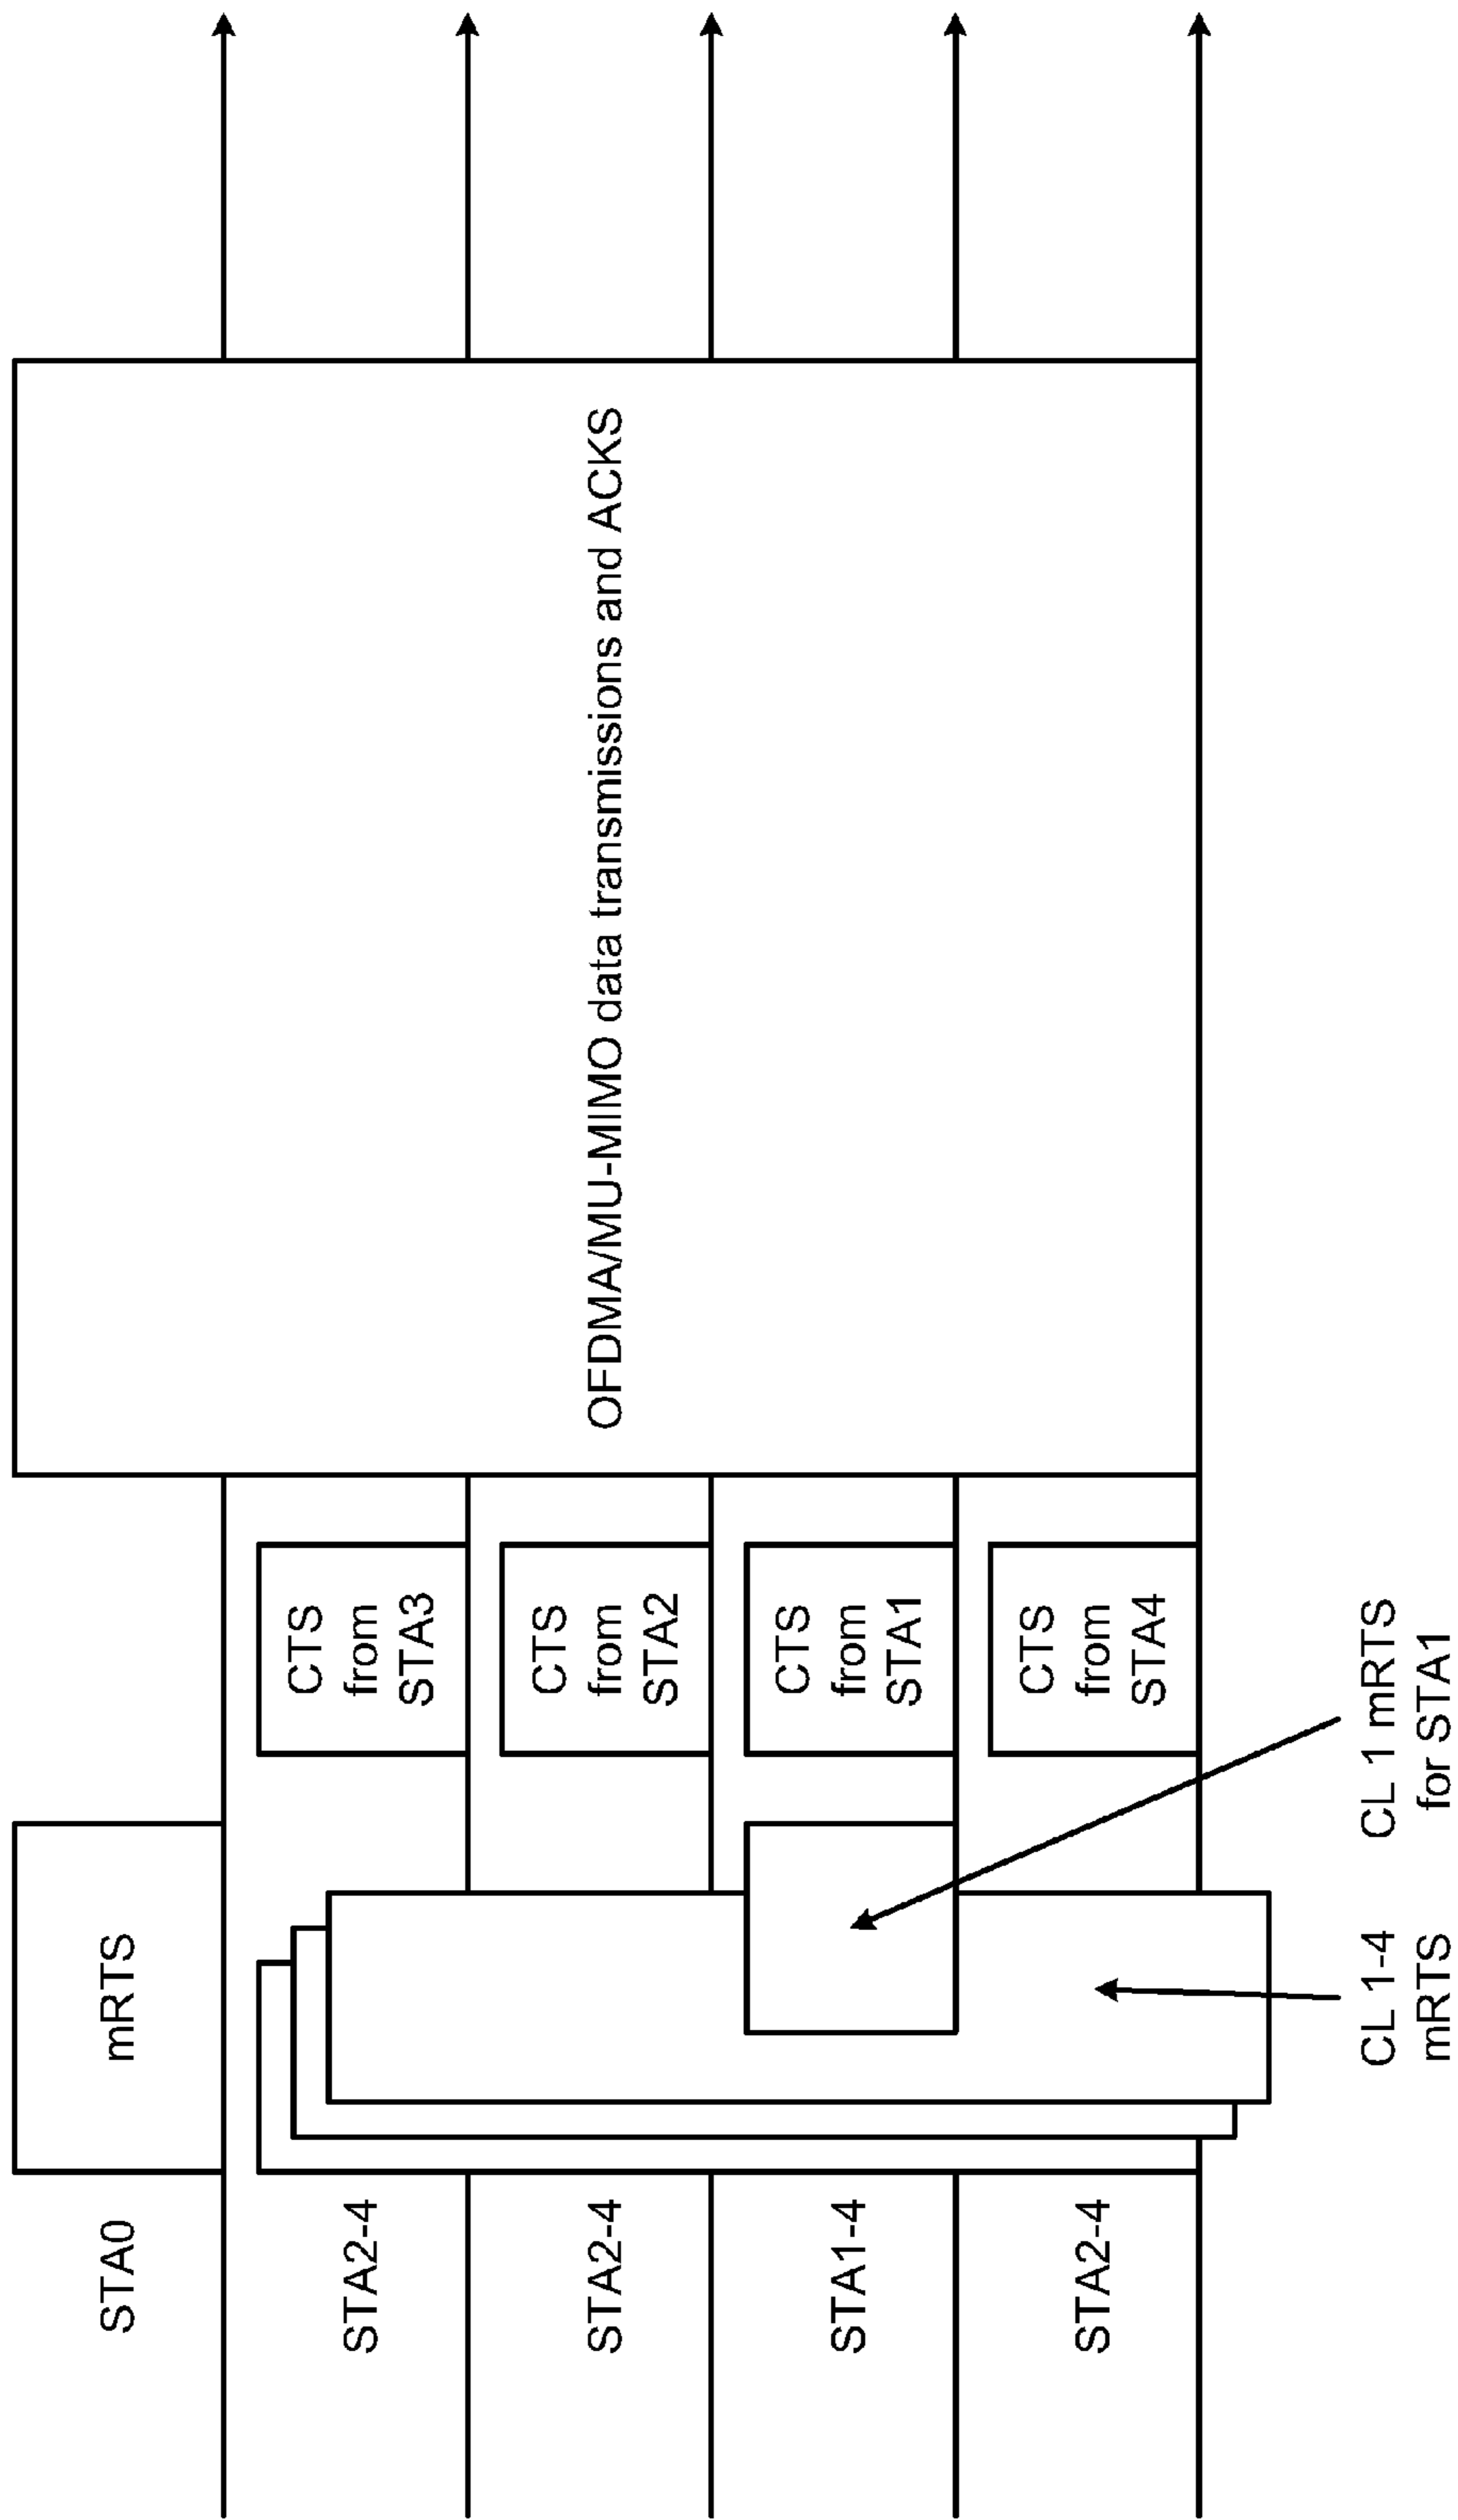 STA0
mRTS
STA2-4
CTS
from
STA3
STA2-4
CTS
from
STA2
OFDMA/MU-MIMO data transmissions and ACKS
STA1-4
CTS
from
STA1
STA2-4
CTS
from
STA4
CL 1-4
mRTS
CL 1 mRTS
for STA1